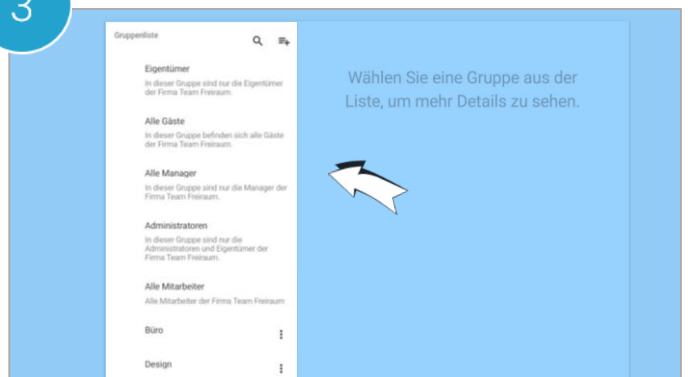 3
Gruppenliste
Eigentümer
In dieser Gruppe sind nur die Eigentümer
der Firma Team Freiraum.
Alle Gäste
In dieser Gruppe befinden sich alle Gäste
der Firma Team Freiraum.
Alle Manager
In dieser Gruppe sind nur die Manager der
Firma Team Freiraum.
Administratoren
In dieser Gruppe sind nur die
Administratoren und Eigentümer der
Firma Team Freiraum.
Alle Mitarbeiter
Alle Mitarbeiter der Firma Team Freiraum
Büro
Design
Wählen Sie eine Gruppe aus der
Liste, um mehr Details zu sehen.